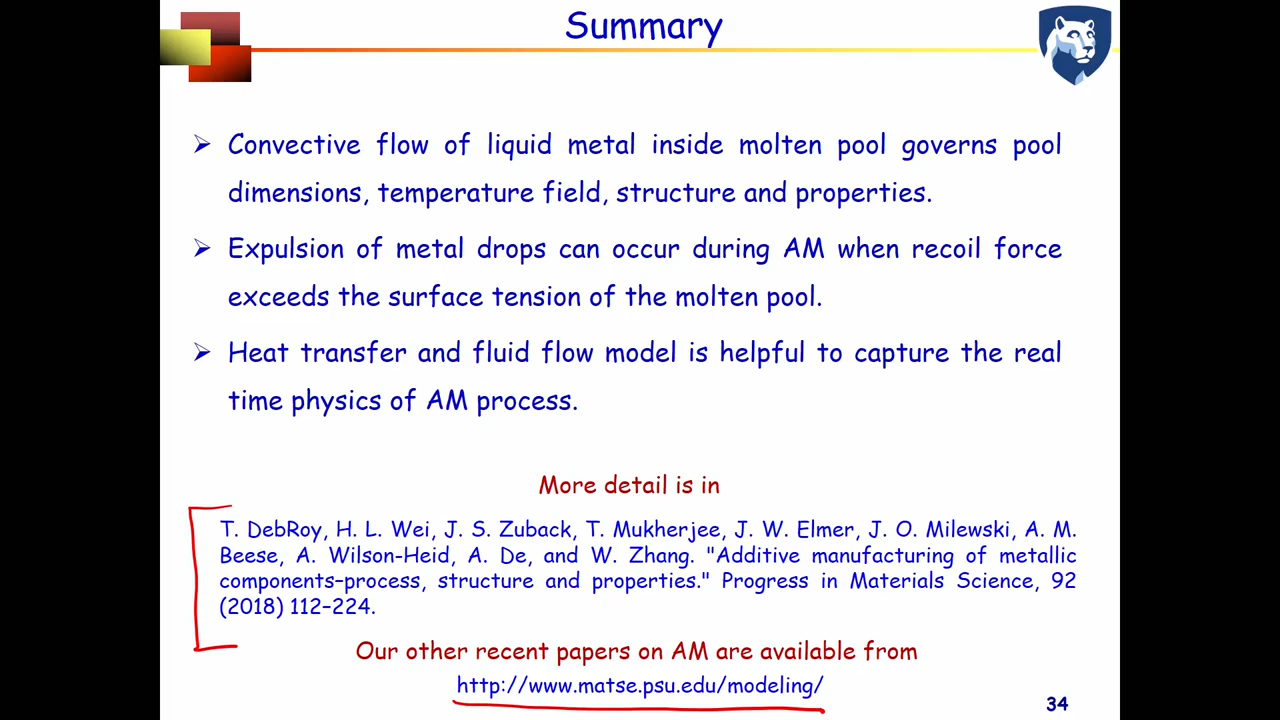 Summary
➢ Convective flow of liquid metal inside molten pool governs pool
dimensions, temperature field, structure and properties.
➢ Expulsion of metal drops can occur during AM when recoil force
exceeds the surface tension of the molten pool.
➢ Heat transfer and fluid flow model is helpful to capture the real
time physics of AM process.
More detail is in
T. DebRoy, H. L. Wei, J. S. Zuback, T. Mukherjee, J. W. Elmer, J. O. Milewski, A. M.
Beese, A. Wilson-Heid, A. De, and W. Zhang. "Additive manufacturing of metallic
components–process, structure and properties." Progress in Materials Science, 92
(2018) 112–224.
Our other recent papers on AM are available from
http://www.matse.psu.edu/modeling/
34